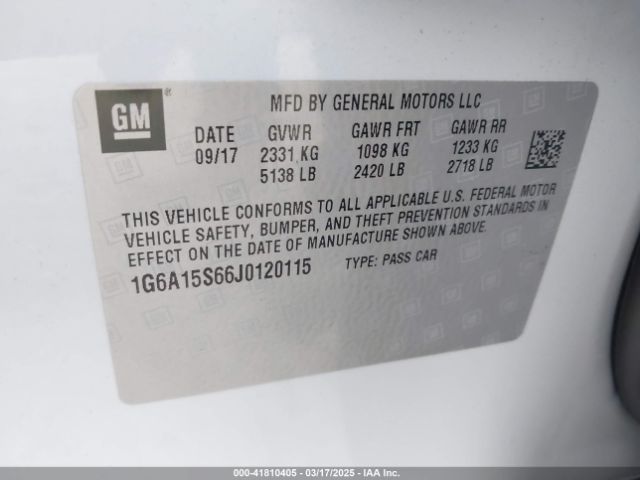 GM
®
MFD BY GENERAL MOTORS LLC
DATE GVWR GAWR FRT GAWR RR
09/17 2331 KG 1098 KG 1233 KG
5138 LB 2420 LB 2718 LB
THIS VEHICLE CONFORMS TO ALL APPLICABLE U.S. FEDERAL MOTOR
VEHICLE SAFETY, BUMPER, AND THEFT PREVENTION STANDARDS IN
EFFECT ON THE DATE OF MANUFACTURE SHOWN ABOVE.
1G6A15S66J0120115 TYPE: PASS CAR
000-41810405 - 03/17/2025 - IAA Inc.